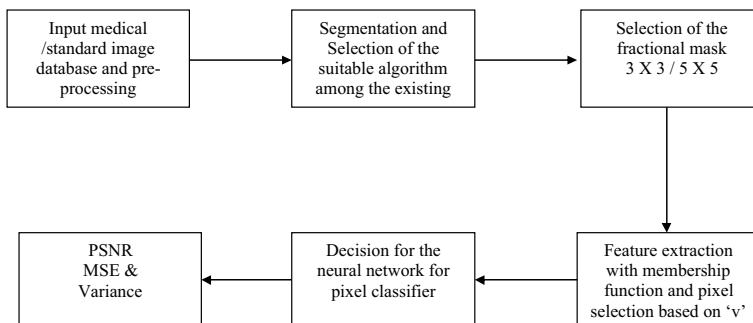 Input medical
/standard image
database and pre-
processing
Segmentation and
Selection of the
suitable algorithm
among the existing
Selection of the
fractional mask
3 X 3 / 5 X 5
PSNR
MSE &
Variance
Decision for the
neural network for
pixel classifier
Feature extraction
with membership
function and pixel
selection based on ‘v’